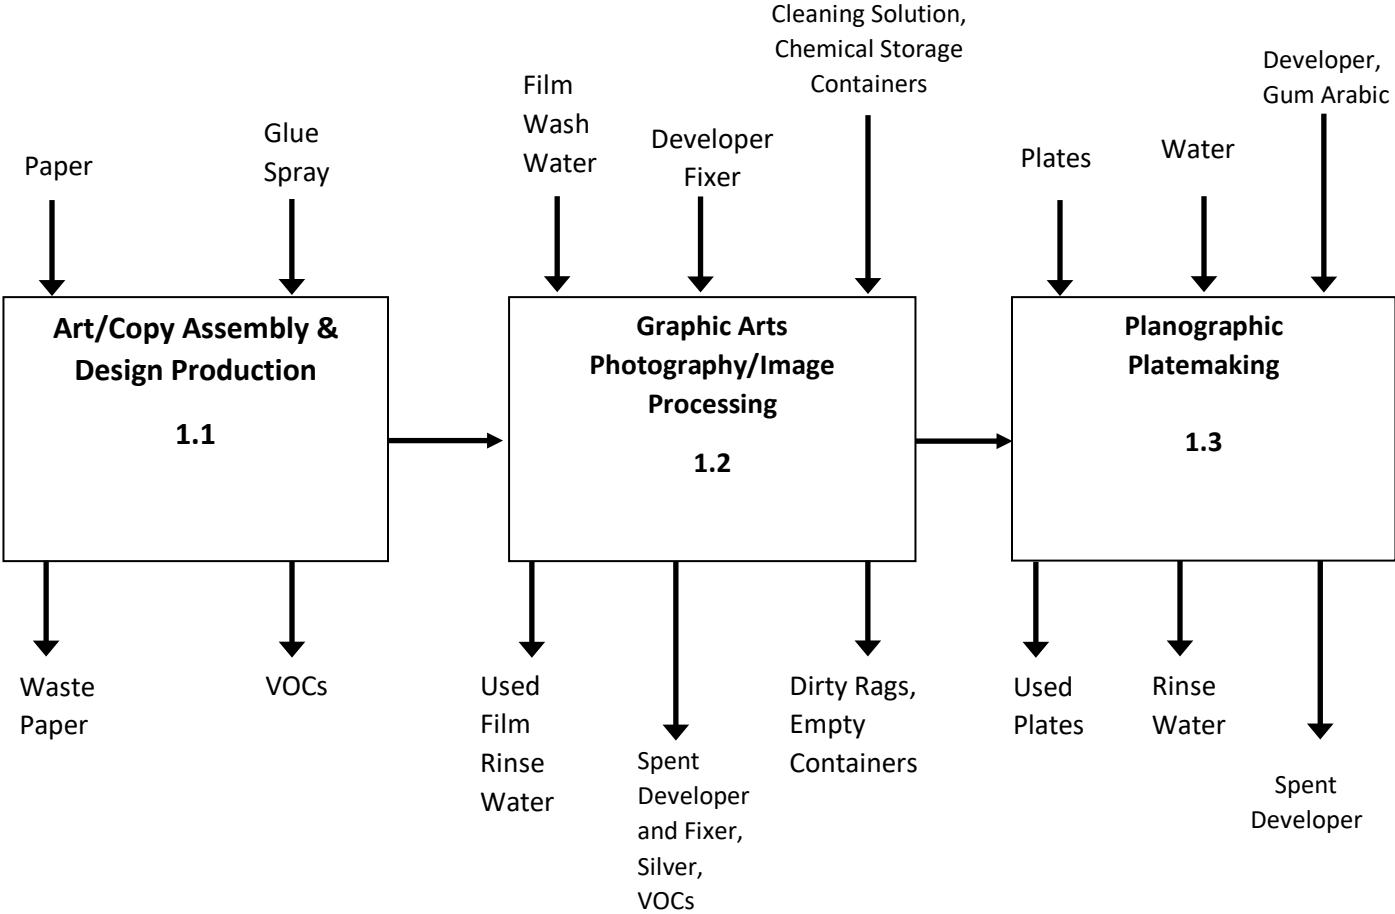 Cleaning Solution,
Chemical Storage
Containers
Developer,
Gum Arabic
Film
Wash
Water
Glue
Spray
Developer
Fixer
Paper
Plates
Water
Art/Copy Assembly &
Design Production
1.1
Graphic Arts
Photography/Image
Processing
1.2
Planographic
Platemaking
1.3
Waste
Paper
VOCs
Used
Film
Rinse
Water
Spent
Developer
and Fixer,
Silver,
VOCs
Dirty Rags,
Empty
Containers
Used
Plates
Rinse
Water
Spent
Developer